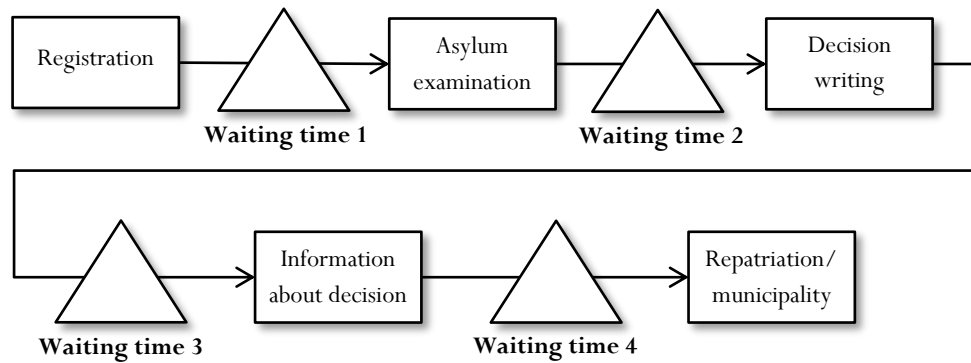 Registration
Asylum
examination
Decision
writing
Waiting time 1
Waiting time 2
Information
about decision
Repatriation/
municipality
Waiting time 3
Waiting time 4